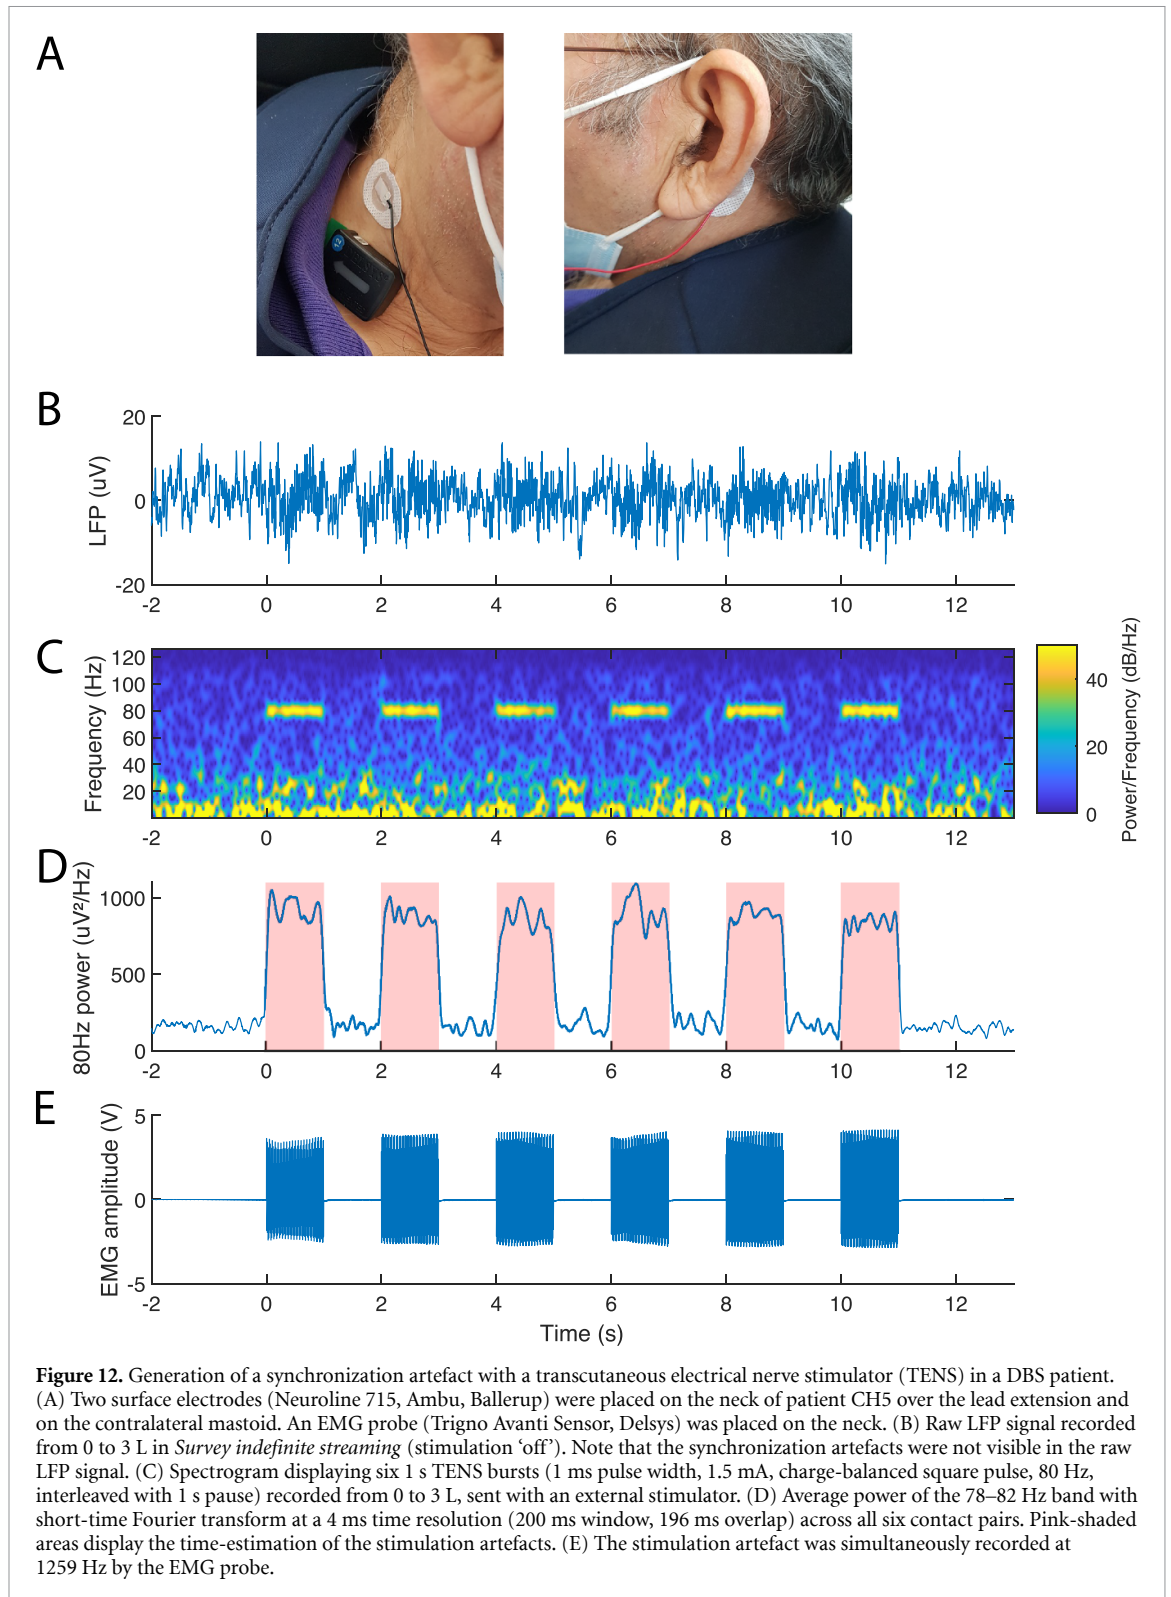 A
12
B
20
0
-20
LFP (uV)
-2 0 2 4 6 8 10 12
C
120
100
80
60
40
20
Frequency (Hz)
-2 0 2 4 6 8 10 12
40
20
0
Power/Frequency (dB/Hz)
D
1000
500
0
80Hz power (uV²/Hz)
-2 0 2 4 6 8 10 12
E
5
0
-5
EMG amplitude (V)
-2 0 2 4 6 8 10 12
Time (s)
Figure 12. Generation of a synchronization artefact with a transcutaneous electrical nerve stimulator (TENS) in a DBS patient.
(A) Two surface electrodes (Neuroline 715, Ambu, Ballerup) were placed on the neck of patient CH5 over the lead extension and
on the contralateral mastoid. An EMG probe (Trigno Avanti Sensor, Delsys) was placed on the neck. (B) Raw LFP signal recorded
from 0 to 3 L in Survey indefinite streaming (stimulation ‘off’). Note that the synchronization artefacts were not visible in the raw
LFP signal. (C) Spectrogram displaying six 1 s TENS bursts (1 ms pulse width, 1.5 mA, charge-balanced square pulse, 80 Hz,
interleaved with 1 s pause) recorded from 0 to 3 L, sent with an external stimulator. (D) Average power of the 78–82 Hz band with
short-time Fourier transform at a 4 ms time resolution (200 ms window, 196 ms overlap) across all six contact pairs. Pink-shaded
areas display the time-estimation of the stimulation artefacts. (E) The stimulation artefact was simultaneously recorded at
1259 Hz by the EMG probe.